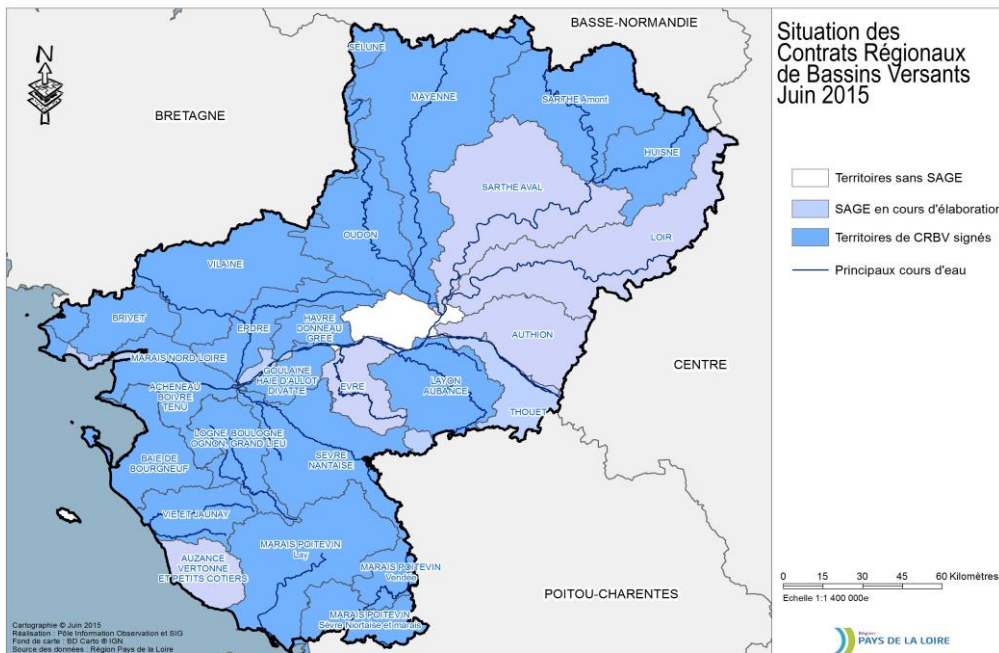 BASSE-NORMANDIE
Situation des
Contrats Régionaux
de Bassins Versants
Juin 2015
N
BRETAGNE
SÉLUNE
MAYENNE
SARTHE Amont
HUISNE
SARTHE AVAL
Territoires sans SAGE
SAGE en cours d'élaboration
Territoires de CRBV signés
Principaux cours d'eau
LOIR
OUDON
VILAINE
BRIVET
ERDRE
HAVRE
DONNEAU
GREE
AUTHION
CENTRE
MARAIS NORD LOIRE
GOULAINE
HAIE D'ALLOT
DIVATTE
EVRE
LAYON
AUBANCE
THOUET
ACHENEAU
BOIVRE
TENU
LOGNE, BOULOGNE
OGNON, GRAND LIEU
SEVRE
NANTAISE
BAIE DE
BOURGNEUF
VIE ET JAUNAY
MARAIS POITEVIN
Lay
AUZANCE
VERTONNE
ET PETITS COTIERS
MARAIS POITEVIN
Vendée
MARAIS POITEVIN
Sèvre Niortaise et marais
POITOU-CHARENTES
0 15 30 45 60 Kilomètres
Echelle 1:1 400 000e
Cartographie © Juin 2015
Réalisation : Pôle Information Observation et SIG
Fond de carte : BD Carto ® IGN
Source des données : Région Pays de la Loire
Région
PAYS DE LA LOIRE